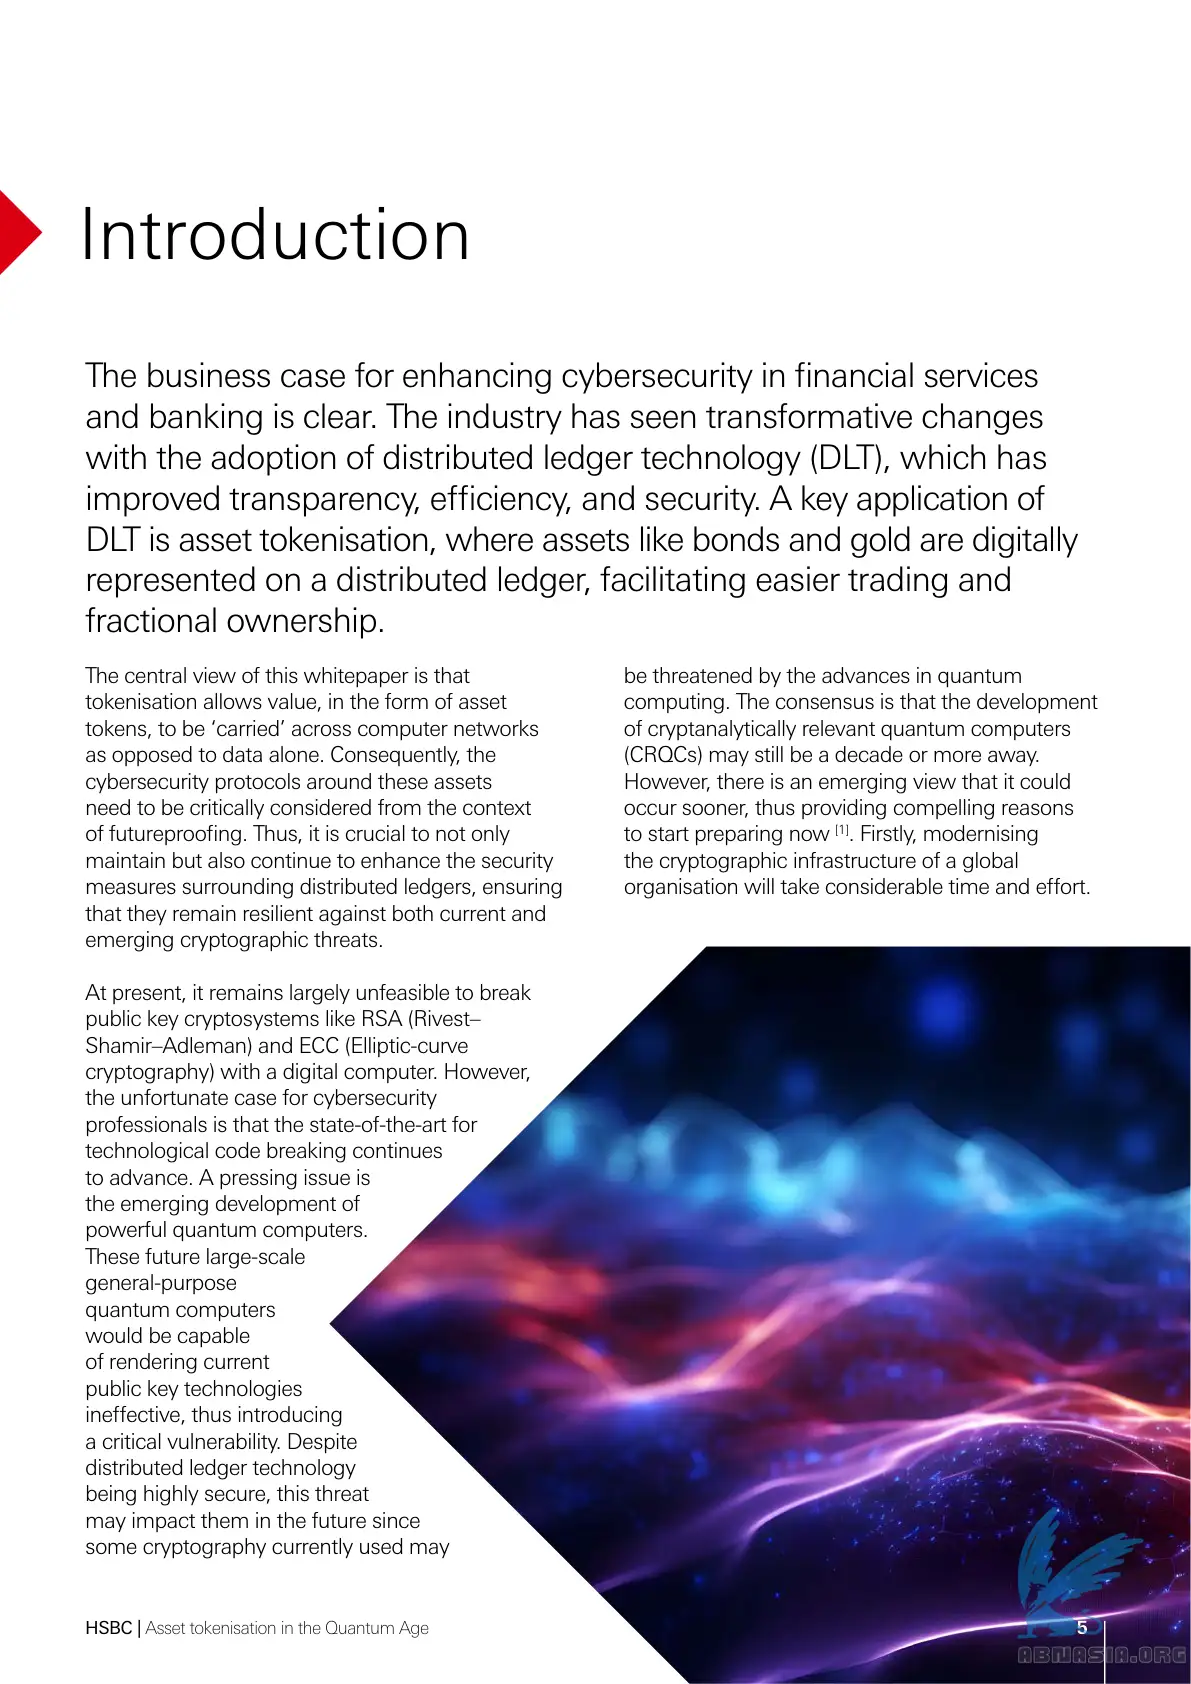 Introduction
The business case for enhancing cybersecurity in financial services
and banking is clear. The industry has seen transformative changes
with the adoption of distributed ledger technology (DLT), which has
improved transparency, efficiency, and security. A key application of
DLT is asset tokenisation, where assets like bonds and gold are digitally
represented on a distributed ledger, facilitating easier trading and
fractional ownership.
The central view of this whitepaper is that
tokenisation allows value, in the form of asset
tokens, to be ‘carried’ across computer networks
as opposed to data alone. Consequently, the
cybersecurity protocols around these assets
need to be critically considered from the context
of futureproofing. Thus, it is crucial to not only
maintain but also continue to enhance the security
measures surrounding distributed ledgers, ensuring
that they remain resilient against both current and
emerging cryptographic threats.
At present, it remains largely unfeasible to break
public key cryptosystems like RSA (Rivest–
Shamir–Adleman) and ECC (Elliptic-curve
cryptography) with a digital computer. However,
the unfortunate case for cybersecurity
professionals is that the state-of-the-art for
technological code breaking continues
to advance. A pressing issue is
the emerging development of
powerful quantum computers.
These future large-scale
general-purpose
quantum computers
would be capable
of rendering current
public key technologies
ineffective, thus introducing
a critical vulnerability. Despite
distributed ledger technology
being highly secure, this threat
may impact them in the future since
some cryptography currently used may
be threatened by the advances in quantum
computing. The consensus is that the development
of cryptanalytically relevant quantum computers
(CRQCs) may still be a decade or more away.
However, there is an emerging view that it could
occur sooner, thus providing compelling reasons
to start preparing now [1]. Firstly, modernising
the cryptographic infrastructure of a global
organisation will take considerable time and effort.
HSBC | Asset tokenisation in the Quantum Age
5
ABNASIA.ORG